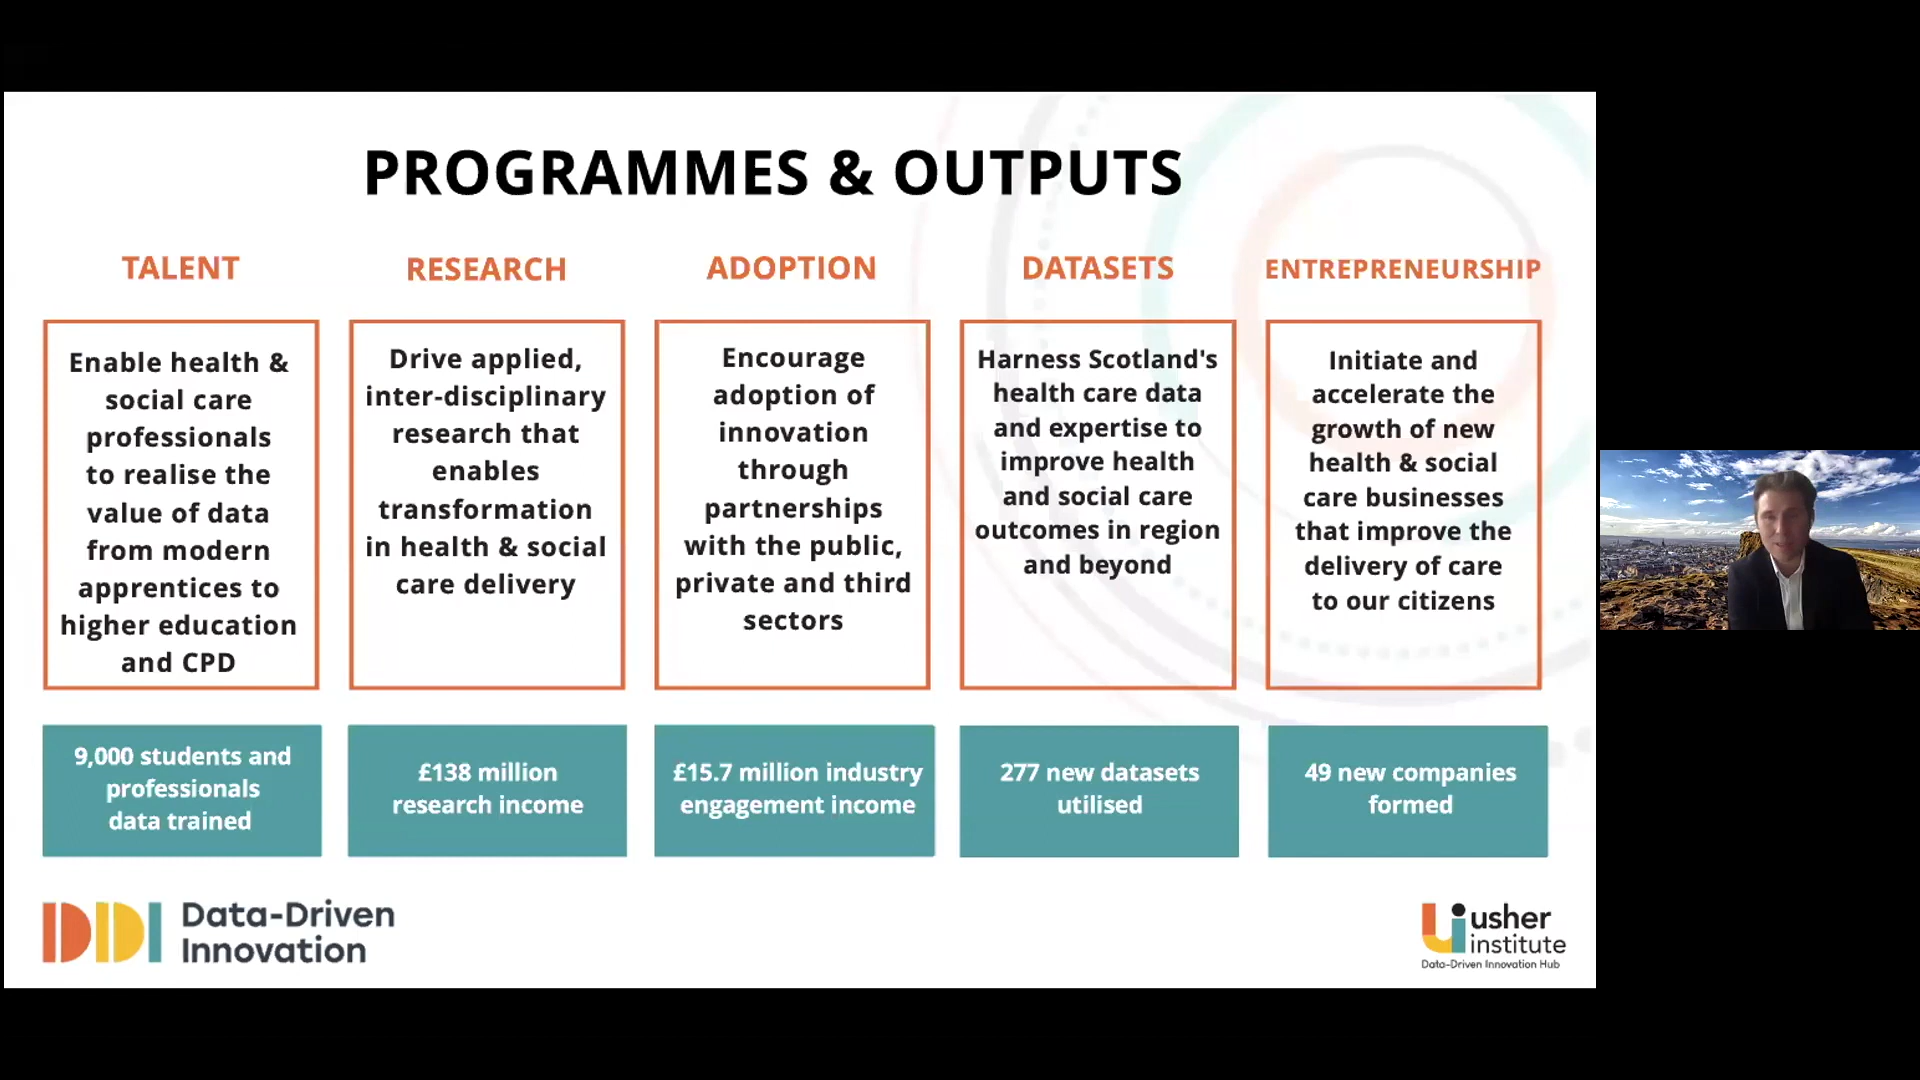 PROGRAMMES & OUTPUTS
TALENT
Enable health &
social care
professionals
to realise the
value of data
from modern
apprentices to
higher education
and CPD
9,000 students and
professionals
data trained
RESEARCH
Drive applied,
inter-disciplinary
research that
enables
transformation
in health & social
care delivery
£138 million
research income
ADOPTION
Encourage
adoption of
innovation
through
partnerships
with the public,
private and third
sectors
£15.7 million industry
engagement income
DATASETS
Harness Scotland's
health care data
and expertise to
improve health
and social care
outcomes in region
and beyond
277 new datasets
utilised
ENTREPRENEURSHIP
Initiate and
accelerate the
growth of new
health & social
care businesses
that improve the
delivery of care
to our citizens
49 new companies
formed
DDI Data-Driven
Innovation
usher
institute
Data-Driven Innovation Hub